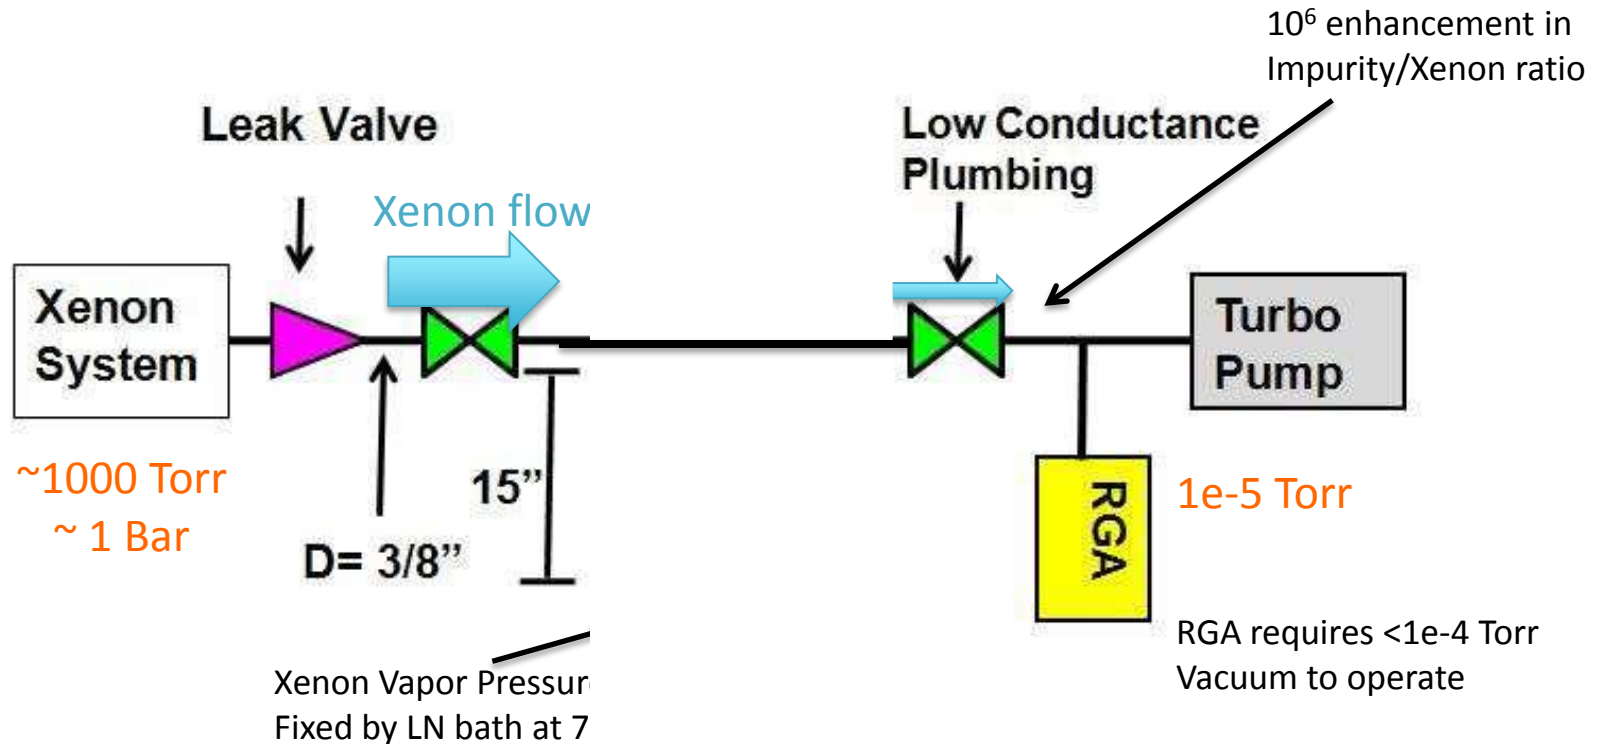 10⁶ enhancement in
Impurity/Xenon ratio
Leak Valve
Low Conductance
Plumbing
Xenon flow
Xenon
System
Turbo
Pump
~1000 Torr
~ 1 Bar
15”
D= 3/8”
RGA
1e-5 Torr
RGA requires <1e-4 Torr
Vacuum to operate
Xenon Vapor Pressur
Fixed by LN bath at 7